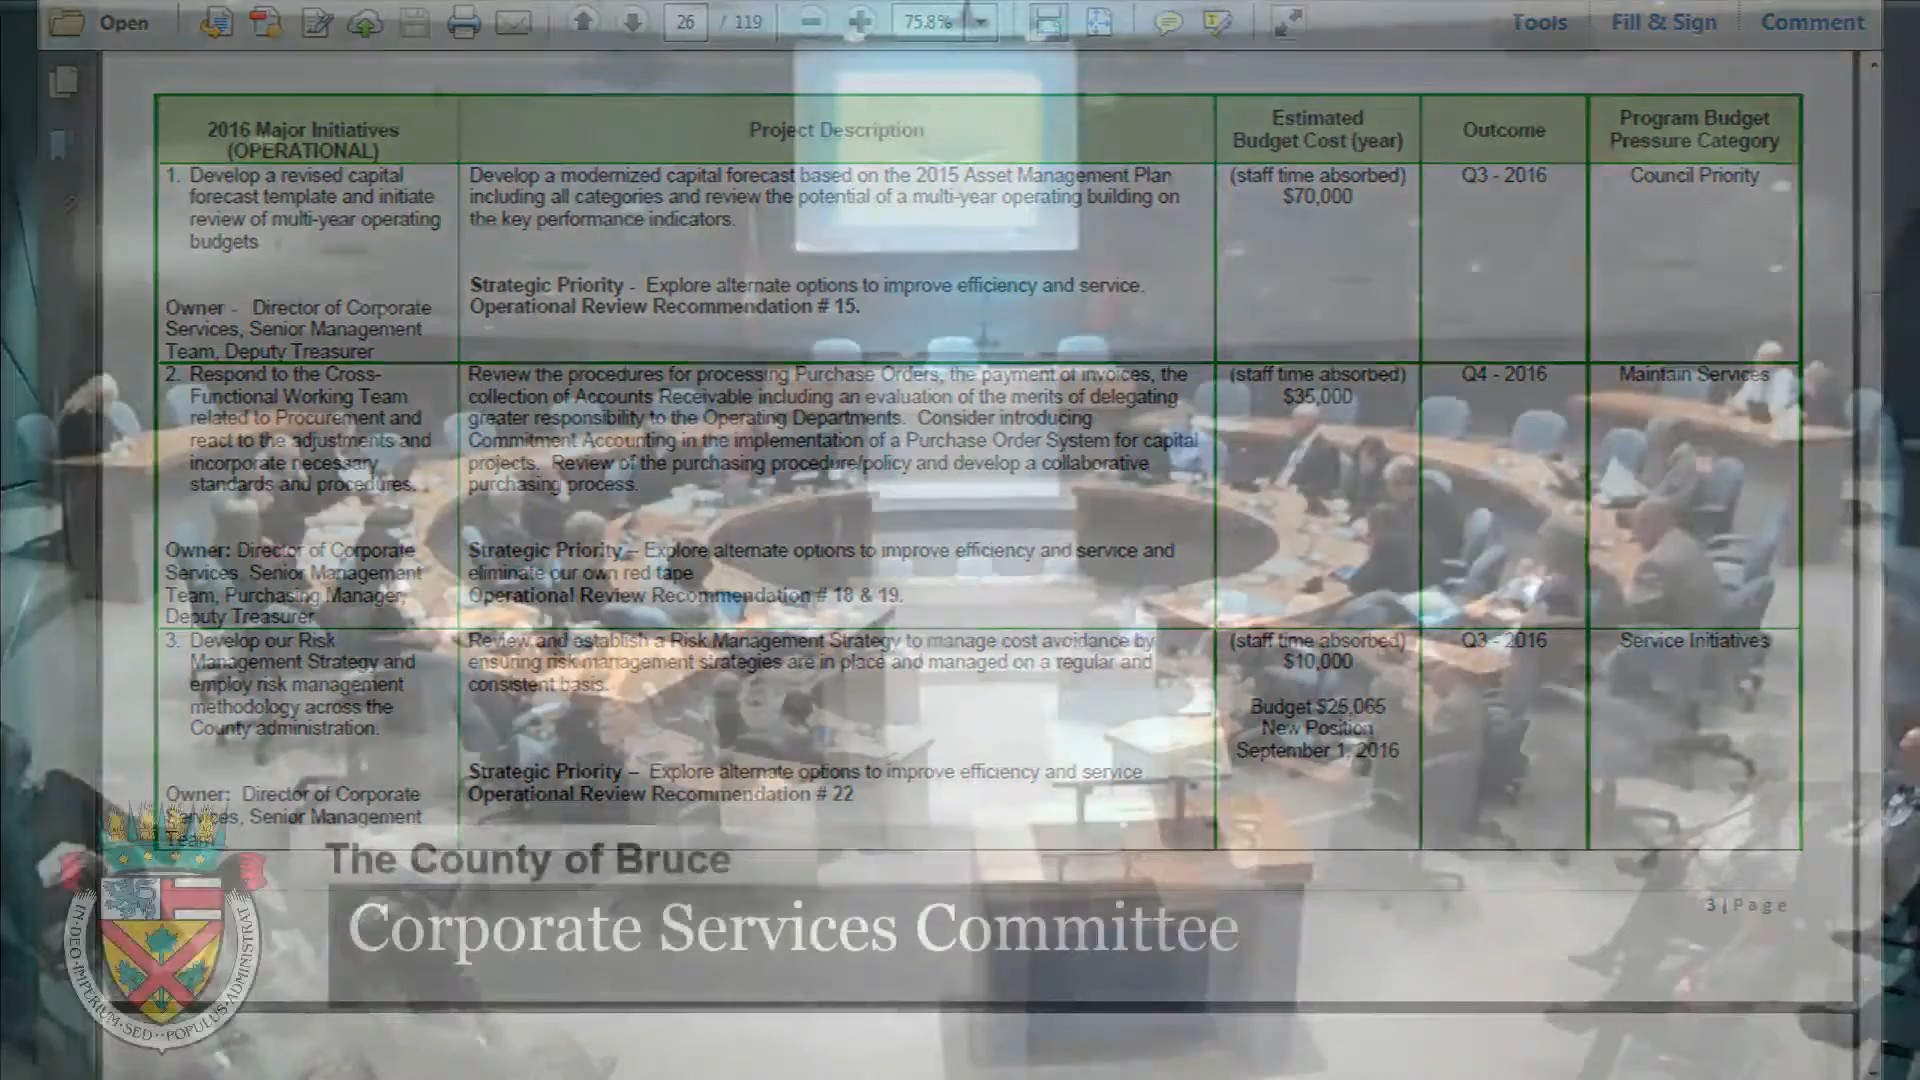 Open
26 / 119
75.8%
Tools
Fill & Sign
Comment
2016 Major Initiatives
(OPERATIONAL)
Project Description
Estimated
Budget Cost (year)
Outcome
Program Budget
Pressure Category
1. Develop a revised capital
forecast template and initiate
review of multi-year operating
budgets
Owner - Director of Corporate
Services, Senior Management
Team, Deputy Treasurer
Develop a modernized capital forecast based on the 2015 Asset Management Plan
including all categories and review the potential of a multi-year operating building on
the key performance indicators.
Strategic Priority - Explore alternate options to improve efficiency and service.
Operational Review Recommendation # 15.
(staff time absorbed)
$70,000
Q3 - 2016
Council Priority
2. Respond to the Cross-
Functional Working Team
related to Procurement and
react to the adjustments and
incorporate necessary
standards and procedures.
Owner: Director of Corporate
Services, Senior Management
Team, Purchasing Manager,
Deputy Treasurer
Review the procedures for processing Purchase Orders, the payment of invoices, the
collection of Accounts Receivable including an evaluation of the merits of delegating
greater responsibility to the Operating Departments. Consider introducing
Commitment Accounting in the implementation of a Purchase Order System for capital
projects. Review of the purchasing procedure/policy and develop a collaborative
purchasing process.
Strategic Priority – Explore alternate options to improve efficiency and service and
eliminate our own red tape
Operational Review Recommendation # 18 & 19.
(staff time absorbed)
$35,000
Q4 - 2016
Maintain Services
3. Develop our Risk
Management Strategy and
employ risk management
methodology across the
County administration.
Owner: Director of Corporate
Services, Senior Management
Team
Review and establish a Risk Management Strategy to manage cost avoidance by
ensuring risk management strategies are in place and managed on a regular and
consistent basis.
Strategic Priority – Explore alternate options to improve efficiency and service
Operational Review Recommendation # 22
(staff time absorbed)
$10,000
Budget $25,065
New Position
September 1, 2016
Q3 - 2016
Service Initiatives
3 | Page
The County of Bruce
Corporate Services Committee
IN·DEO·IMPERIUM·SED··POPULUS·ADMINISTRAT